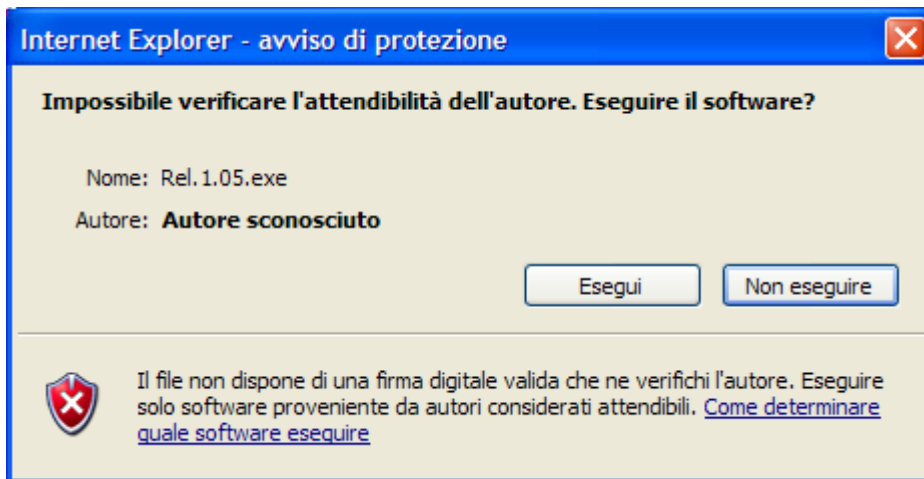 Internet Explorer - avviso di protezione
Impossibile verificare l'attendibilità dell'autore. Eseguire il software?
Nome: Rel.1.05.exe
Autore: Autore sconosciuto
Esegui Non eseguire
Il file non dispone di una firma digitale valida che ne verifichi l'autore. Eseguire
solo software proveniente da autori considerati attendibili. Come determinare
quale software eseguire